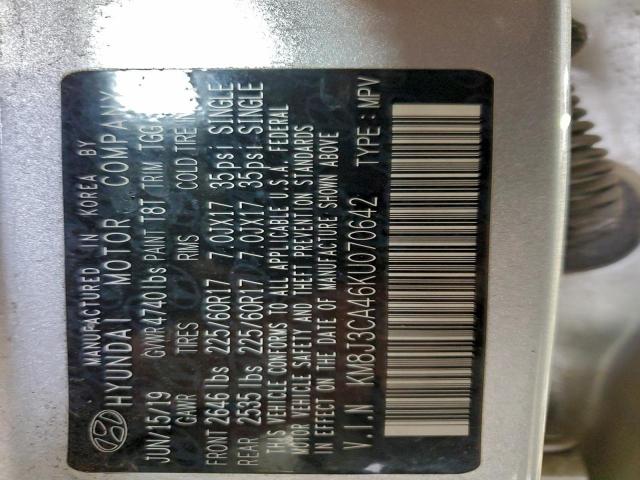 MANUFACTURED IN KOREA BY
HYUNDAI MOTOR COMPANY
JUN/15/19 GVWR 4740lbs PAINT T8T TRM TGG
GAWR TIRES RMS COLD TIRE IN
FRONT 2646 lbs 225/60R17 7.0JX17 35psi SINGLE
REAR 2535 lbs 225/60R17 7.0JX17 35psi SINGLE
THIS VEHICLE CONFORMS TO ALL APPLICABLE U.S.A. FEDERAL
MOTOR VEHICLE SAFETY AND THEFT PREVENTION STANDARDS
IN EFFECT ON THE DATE OF MANUFACTURE SHOWN ABOVE
V.I.N KM8J3CA46KU070642 TYPE : MPV